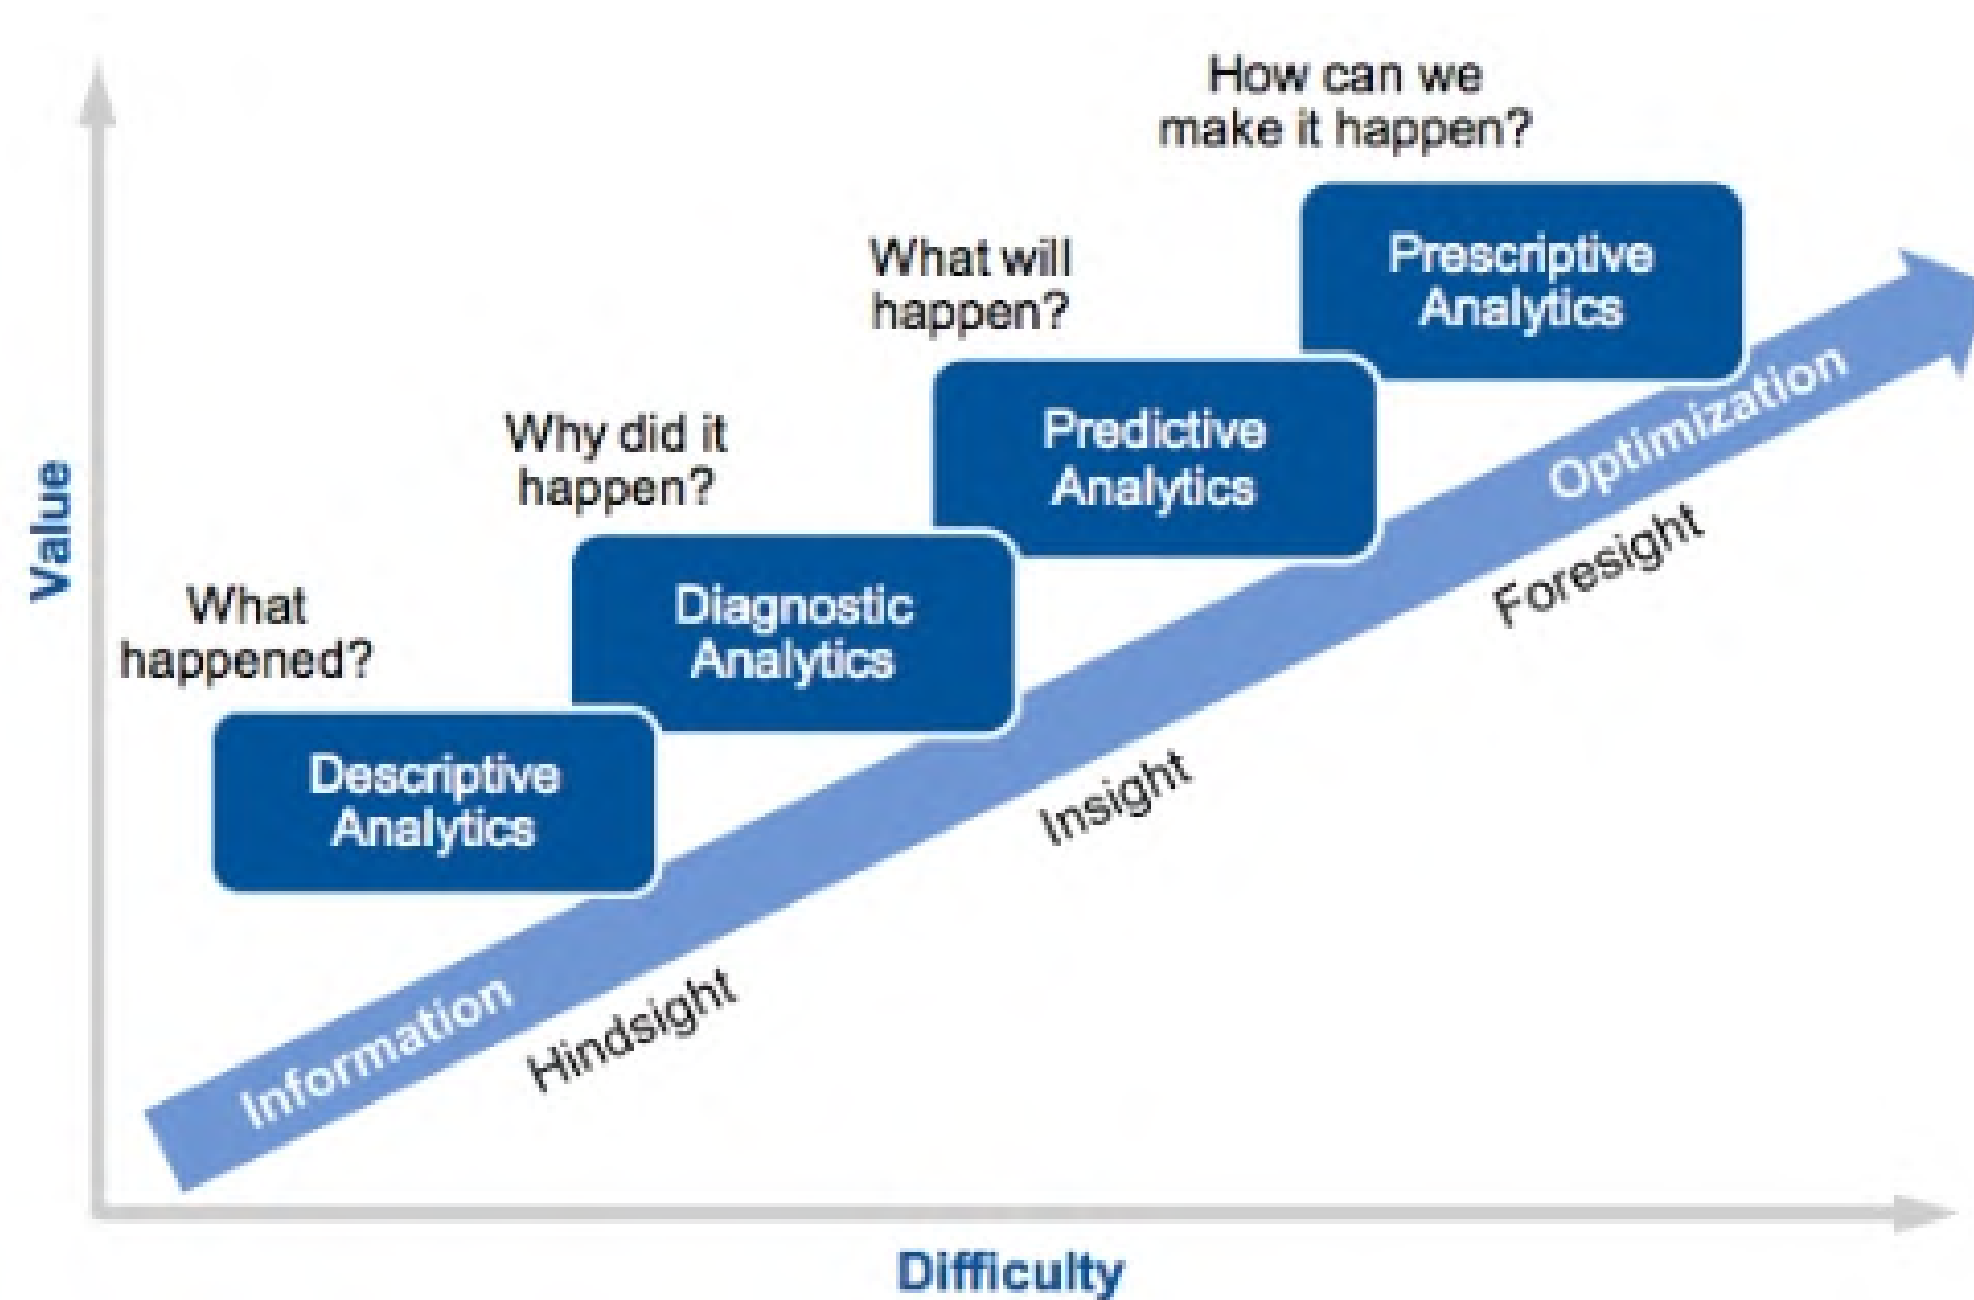 How can we
make it happen?
Prescriptive
Analytics
What will
happen?
Predictive
Analytics
Why did it
happen?
Diagnostic
Analytics
What
happened?
Descriptive
Analytics
Value
Information
Optimization
Hindsight
Insight
Foresight
Difficulty